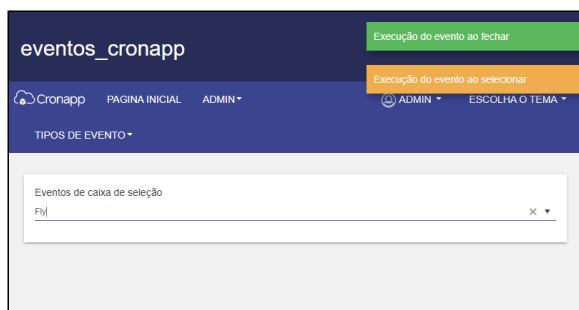 eventos_cronapp
Execução do evento ao fechar
Execução do evento ao selecionar
Cronapp PAGINA INICIAL ADMIN ADMIN ESCOLHA O TEMA
TIPOS DE EVENTO
Eventos de caixa de seleção
Fly